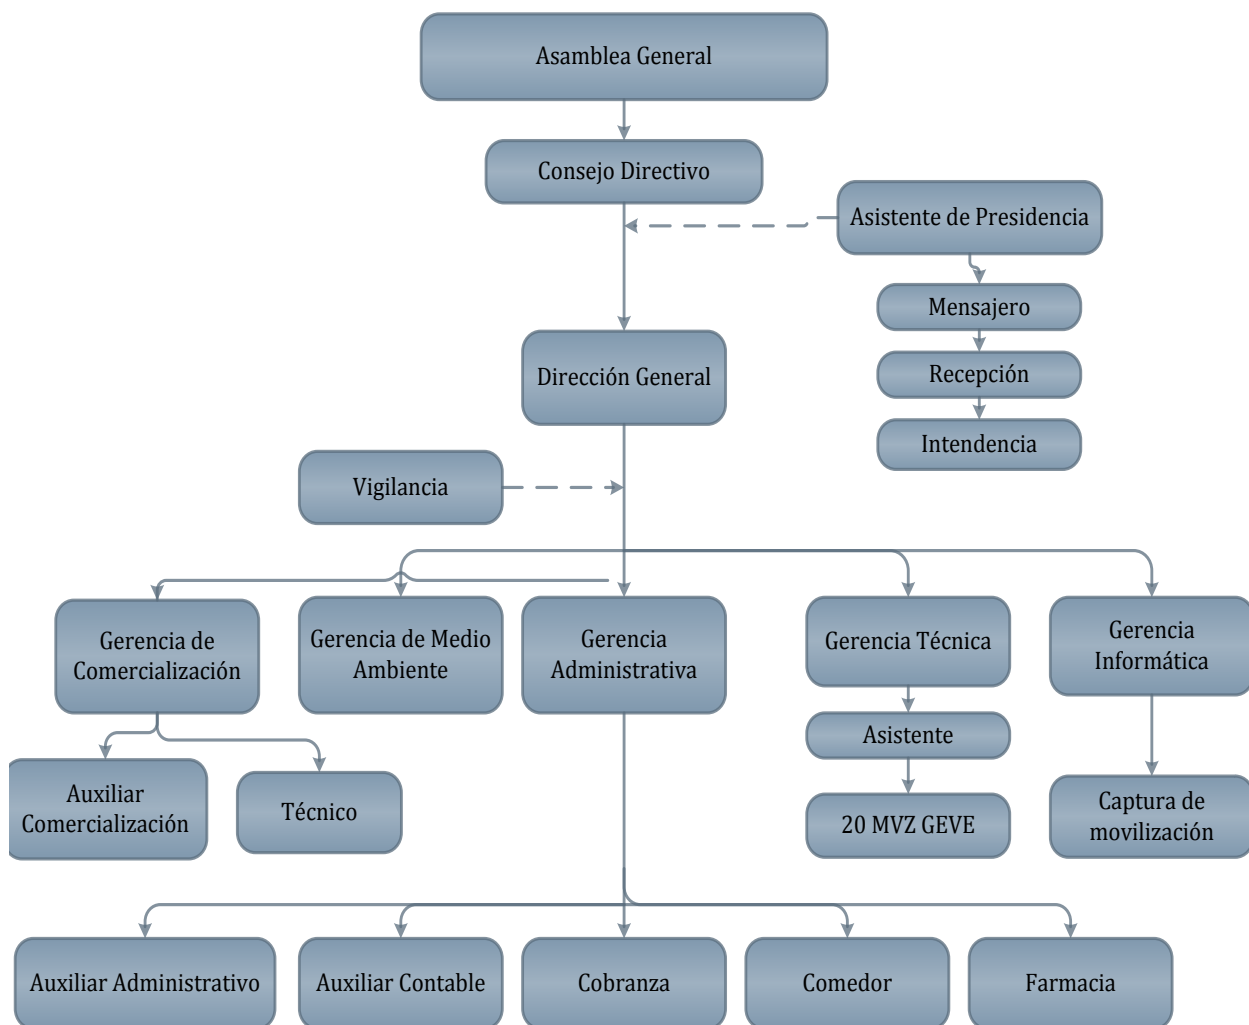 Asamblea General
Consejo Directivo
Asistente de Presidencia
Mensajero
Recepción
Intendencia
Dirección General
Vigilancia
Gerencia de
Comercialización
Gerencia de Medio
Ambiente
Gerencia
Administrativa
Gerencia Técnica
Gerencia
Informática
Asistente
Auxiliar
Comercialización
Técnico
20 MVZ GEVE
Captura de
movilización
Auxiliar Administrativo
Auxiliar Contable
Cobranza
Comedor
Farmacia